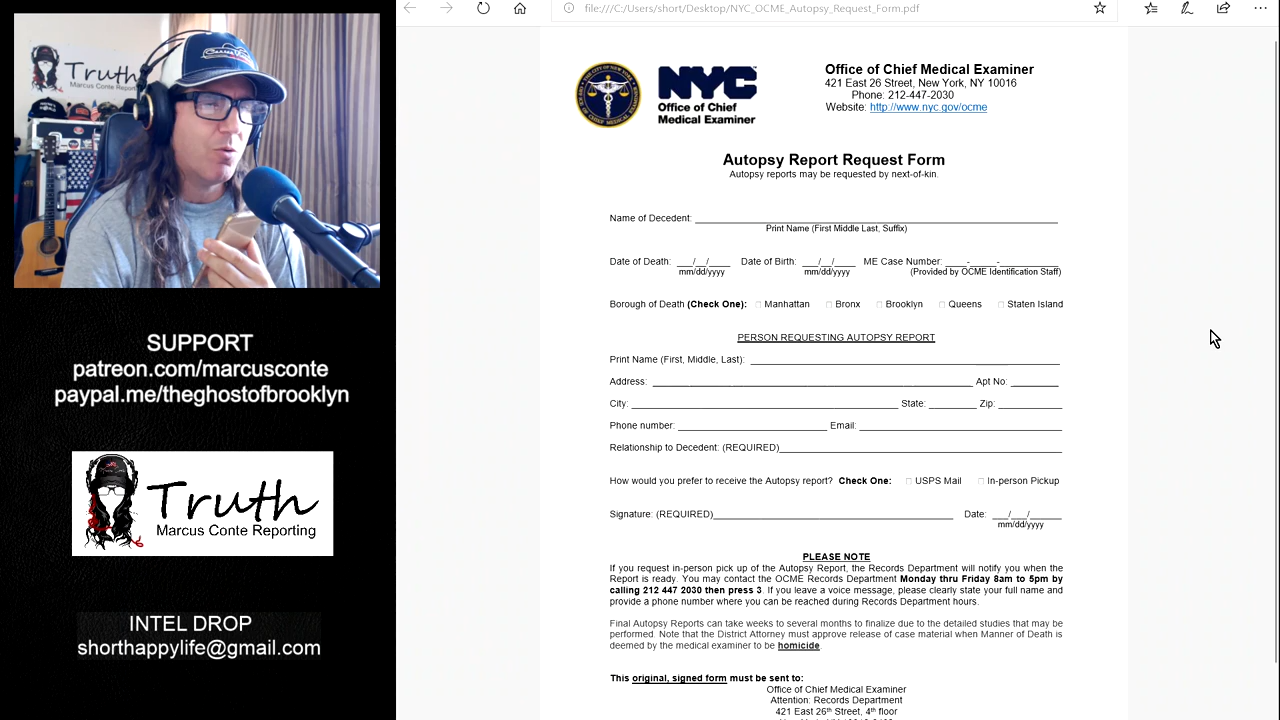 Truth
Marcus Conte Report
SUPPORT
patreon.com/marcusconte
paypal.me/theghostofbrooklyn
Truth
Marcus Conte Reporting
INTEL DROP
shorthappylife@gmail.com
file:///C:/Users/short/Desktop/NYC_OCME_Autopsy_Request_Form.pdf
NYC
Office of Chief
Medical Examiner
Office of Chief Medical Examiner
421 East 26 Street, New York, NY 10016
Phone: 212-447-2030
Website: http://www.nyc.gov/ocme
Autopsy Report Request Form
Autopsy reports may be requested by next-of-kin.
Name of Decedent:
Print Name (First Middle Last, Suffix)
Date of Death: __/__/____ Date of Birth: __/__/____ ME Case Number: ____-_____-__________
mm/dd/yyyy mm/dd/yyyy (Provided by OCME Identification Staff)
Borough of Death (Check One): □ Manhattan □ Bronx □ Brooklyn □ Queens □ Staten Island
PERSON REQUESTING AUTOPSY REPORT
Print Name (First, Middle, Last):
Address: Apt No:
City: State: Zip:
Phone number: Email:
Relationship to Decedent: (REQUIRED)
How would you prefer to receive the Autopsy report? Check One: □ USPS Mail □ In-person Pickup
Signature: (REQUIRED) Date: __/__/____
mm/dd/yyyy
PLEASE NOTE
If you request in-person pick up of the Autopsy Report, the Records Department will notify you when the
Report is ready. You may contact the OCME Records Department Monday thru Friday 8am to 5pm by
calling 212 447 2030 then press 3. If you leave a voice message, please clearly state your full name and
provide a phone number where you can be reached during Records Department hours.
Final Autopsy Reports can take weeks to several months to finalize due to the detailed studies that may be
performed. Note that the District Attorney must approve release of case material when Manner of Death is
deemed by the medical examiner to be homicide.
This original, signed form must be sent to:
Office of Chief Medical Examiner
Attention: Records Department
421 East 26th Street, 4th floor